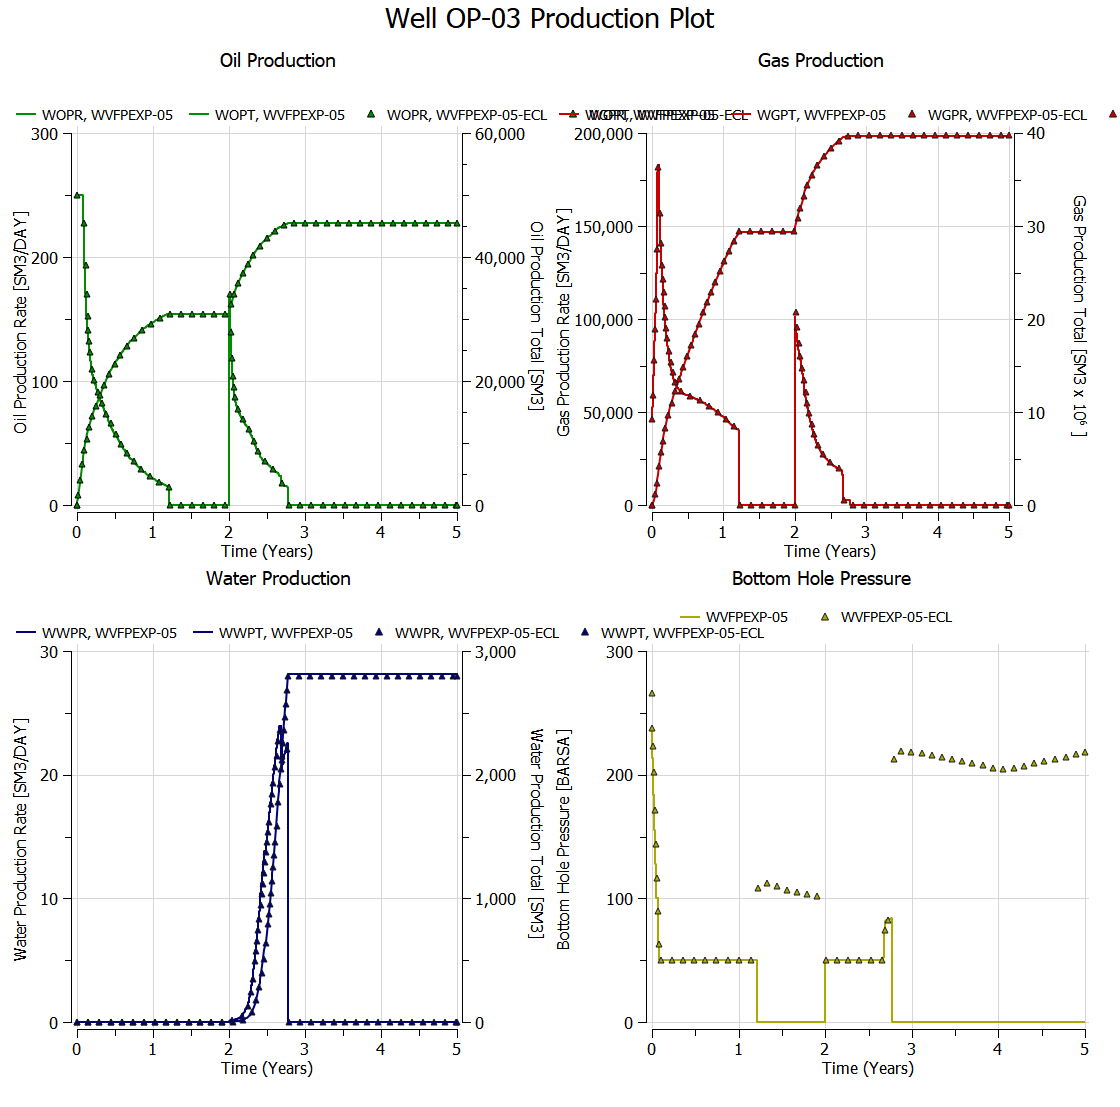 Well OP-03 Production Plot
Oil Production
WOPR, WVFPEXP-05 WOPT, WVFPEXP-05 WOPR, WVFPEXP-05-ECL
300
200
100
0
60,000
40,000
20,000
0
Oil Production Rate [SM3/DAY]
Oil Production Total [SM3]
0 1 2 3 4 5
Time (Years)
Gas Production
WGPT, WVFPEXP-05 WGPR, WVFPEXP-05-ECL
200,000
150,000
100,000
50,000
0
40
30
20
10
0
Gas Production Rate [SM3/DAY]
Gas Production Total [SM3 x 10⁶ ]
0 1 2 3 4 5
Time (Years)
Water Production
WWPR, WVFPEXP-05 WWPT, WVFPEXP-05 WWPR, WVFPEXP-05-ECL WWPT, WVFPEXP-05-ECL
30
20
10
0
3,000
2,000
1,000
0
Water Production Rate [SM3/DAY]
Water Production Total [SM3]
0 1 2 3 4 5
Time (Years)
Bottom Hole Pressure
WVFPEXP-05 WVFPEXP-05-ECL
300
200
100
0
Bottom Hole Pressure [BARSA]
0 1 2 3 4 5
Time (Years)